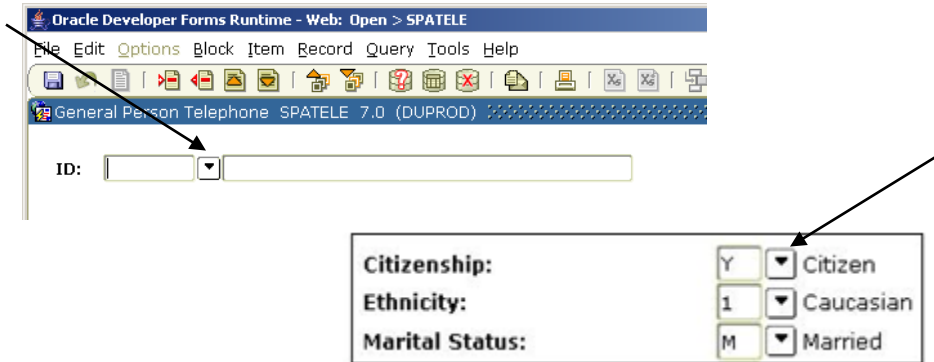 Oracle Developer Forms Runtime - Web: Open > SPATELE
File Edit Options Block Item Record Query Tools Help
General Person Telephone SPATELE 7.0 (DUPROD)
ID:
Citizenship: Y Citizen
Ethnicity: 1 Caucasian
Marital Status: M Married